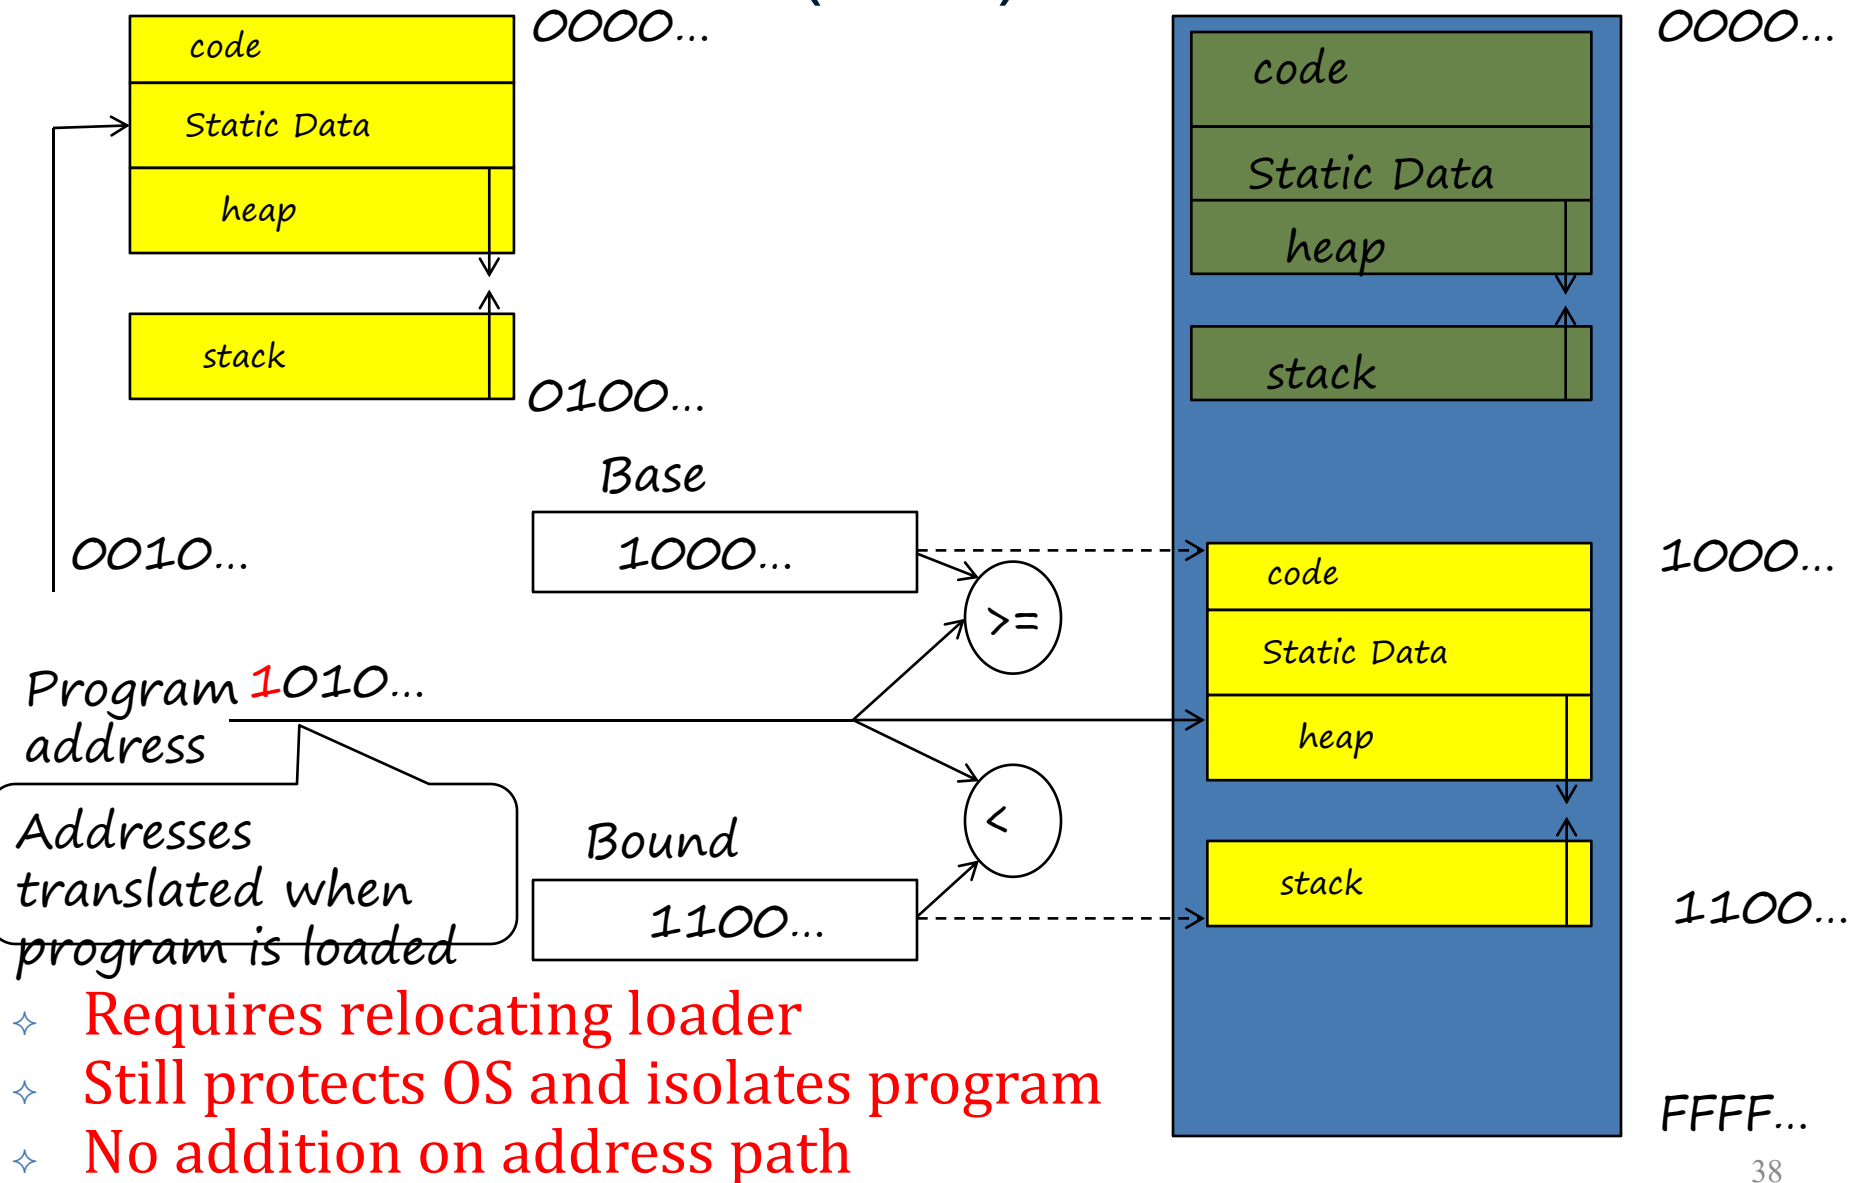 code
0000...
Static Data
heap
stack
0100...
0010...
Base
1000...
>=
Program 1010...
address
Addresses
translated when
program is loaded
Bound
1100...
<
code
0000...
Static Data
heap
stack
code
1000...
Static Data
heap
stack
1100...
FFFF...
Requires relocating loader
Still protects OS and isolates program
No addition on address path
38